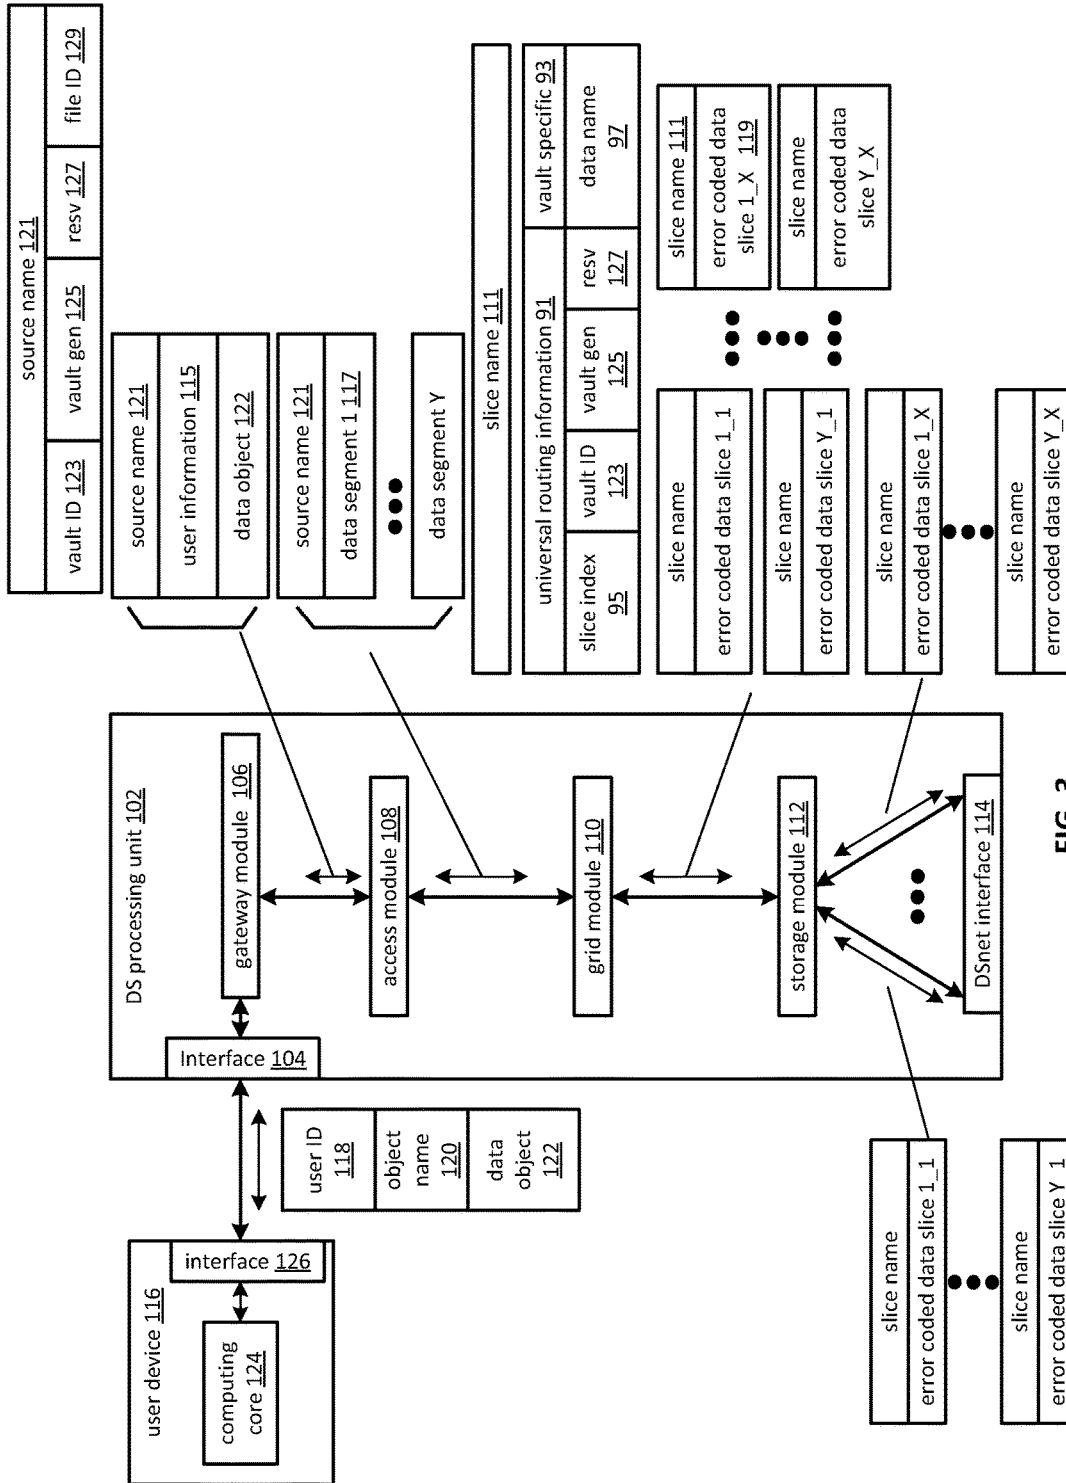 user device 116
computing
core 124
interface 126
user ID
118
object
name
120
data
object
122
DS processing unit 102
Interface 104
gateway module 106
access module 108
grid module 110
storage module 112
DSnet interface 114
source name 121
vault ID 123
vault gen 125
resv 127
file ID 129
source name 121
user information 115
data object 122
source name 121
data segment 1 117
data segment Y
slice name 111
universal routing information 91
vault specific 93
slice index
95
vault ID
123
vault gen
125
resv
127
data name
97
slice name
error coded data slice 1_1
slice name
error coded data slice Y_1
slice name 111
error coded data
slice 1_X 119
slice name
error coded data
slice Y_X
slice name
error coded data slice 1_1
slice name
error coded data slice Y_1
slice name
error coded data slice 1_X
slice name
error coded data slice Y_X
FIG. 3